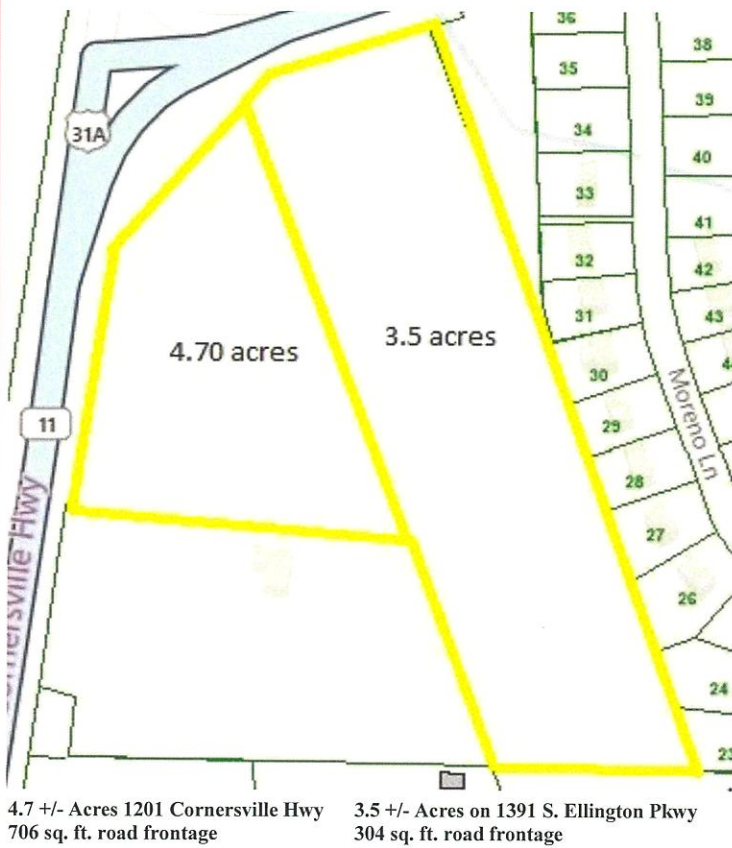 36
38
35
39
31A
34
40
33
41
32
42
31
43
3.5 acres
4.70 acres
30
Moreno Ln
11
29
28
27
26
24
23
4.7 +/- Acres 1201 Cornersville Hwy
706 sq. ft. road frontage
3.5 +/- Acres on 1391 S. Ellington Pkwy
304 sq. ft. road frontage